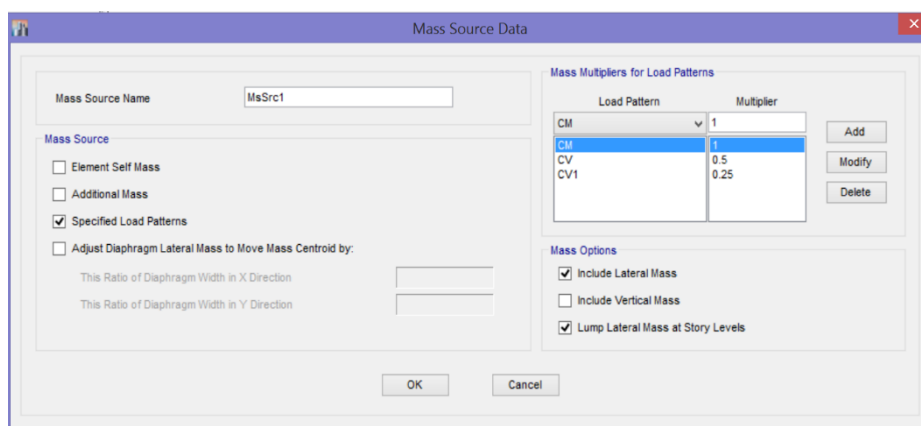 Mass Source Data
Mass Source Name
MsSrc1
Mass Source
Element Self Mass
Additional Mass
Specified Load Patterns
Adjust Diaphragm Lateral Mass to Move Mass Centroid by:
This Ratio of Diaphragm Width in X Direction
This Ratio of Diaphragm Width in Y Direction
Mass Multipliers for Load Patterns
Load Pattern Multiplier
CM 1
CM 1
CV 0.5
CV1 0.25
Add
Modify
Delete
Mass Options
Include Lateral Mass
Include Vertical Mass
Lump Lateral Mass at Story Levels
OK Cancel